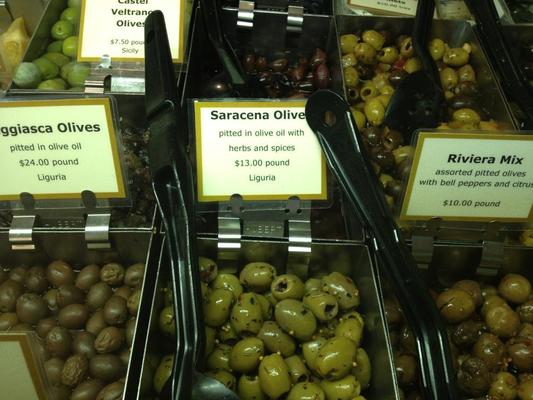 Castel
Veltrano
Olives
$7.50 pound
Sicily
Saracena Olive
pitted in olive oil with
herbs and spices
$13.00 pound
Liguria
ggiasca Olives
pitted in olive oil
$24.00 pound
Liguria
Riviera Mix
assorted pitted olives
with bell peppers and citrus
$10.00 pound